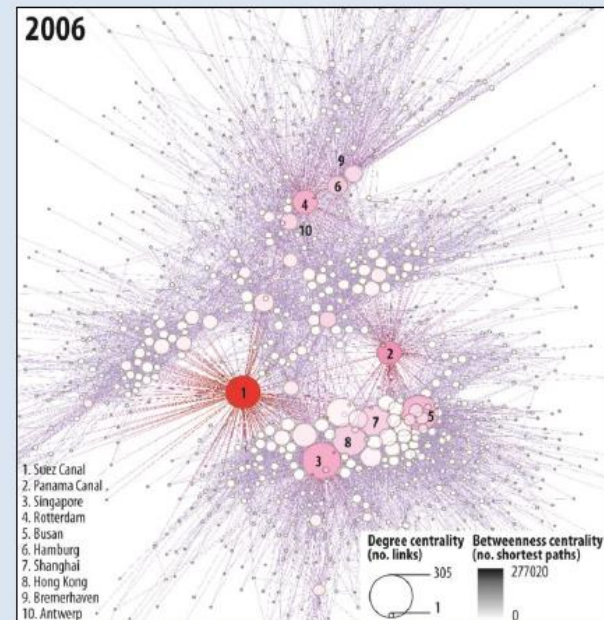 2006
9
6
4
10
2
1
5
7
8
3
1. Suez Canal
2. Panama Canal
3. Singapore
4. Rotterdam
5. Busan
6. Hamburg
7. Shanghai
8. Hong Kong
9. Bremerhaven
10. Antwerp
Degree centrality
(no. links)
305
1
Betweenness centrality
(no. shortest paths)
277020
0